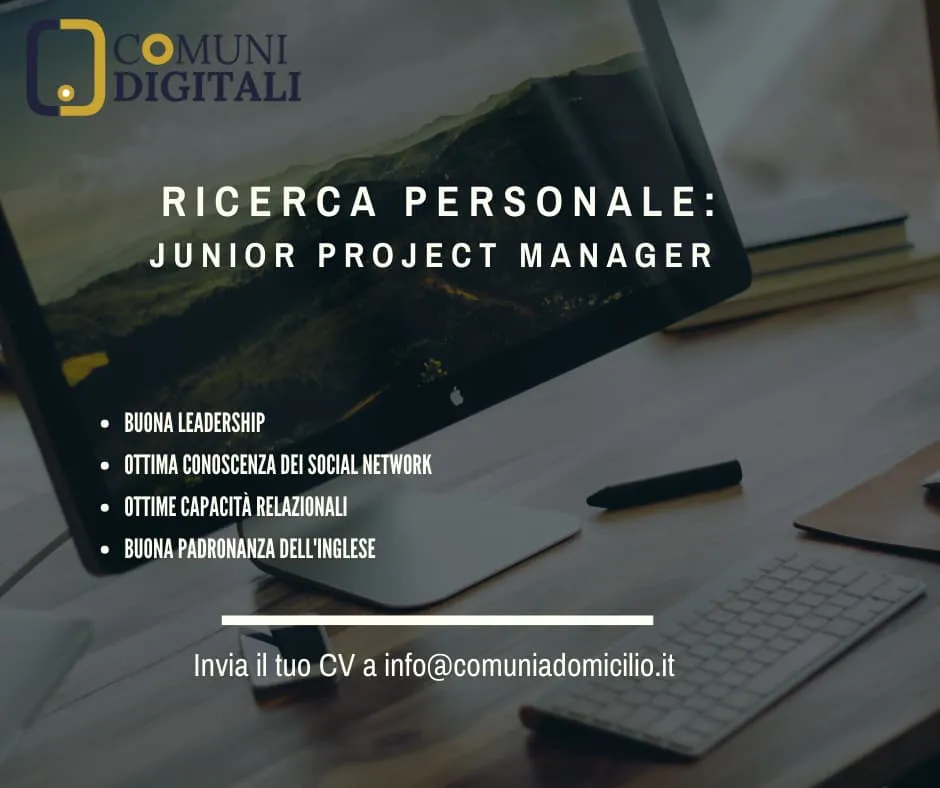 COMUNI
DIGITALI
RICERCA PERSONALE:
JUNIOR PROJECT MANAGER
BUONA LEADERSHIP
OTTIMA CONOSCENZA DEI SOCIAL NETWORK
OTTIME CAPACITÀ RELAZIONALI
BUONA PADRONANZA DELL'INGLESE
Invia il tuo CV a info@comuniadomicilio.it